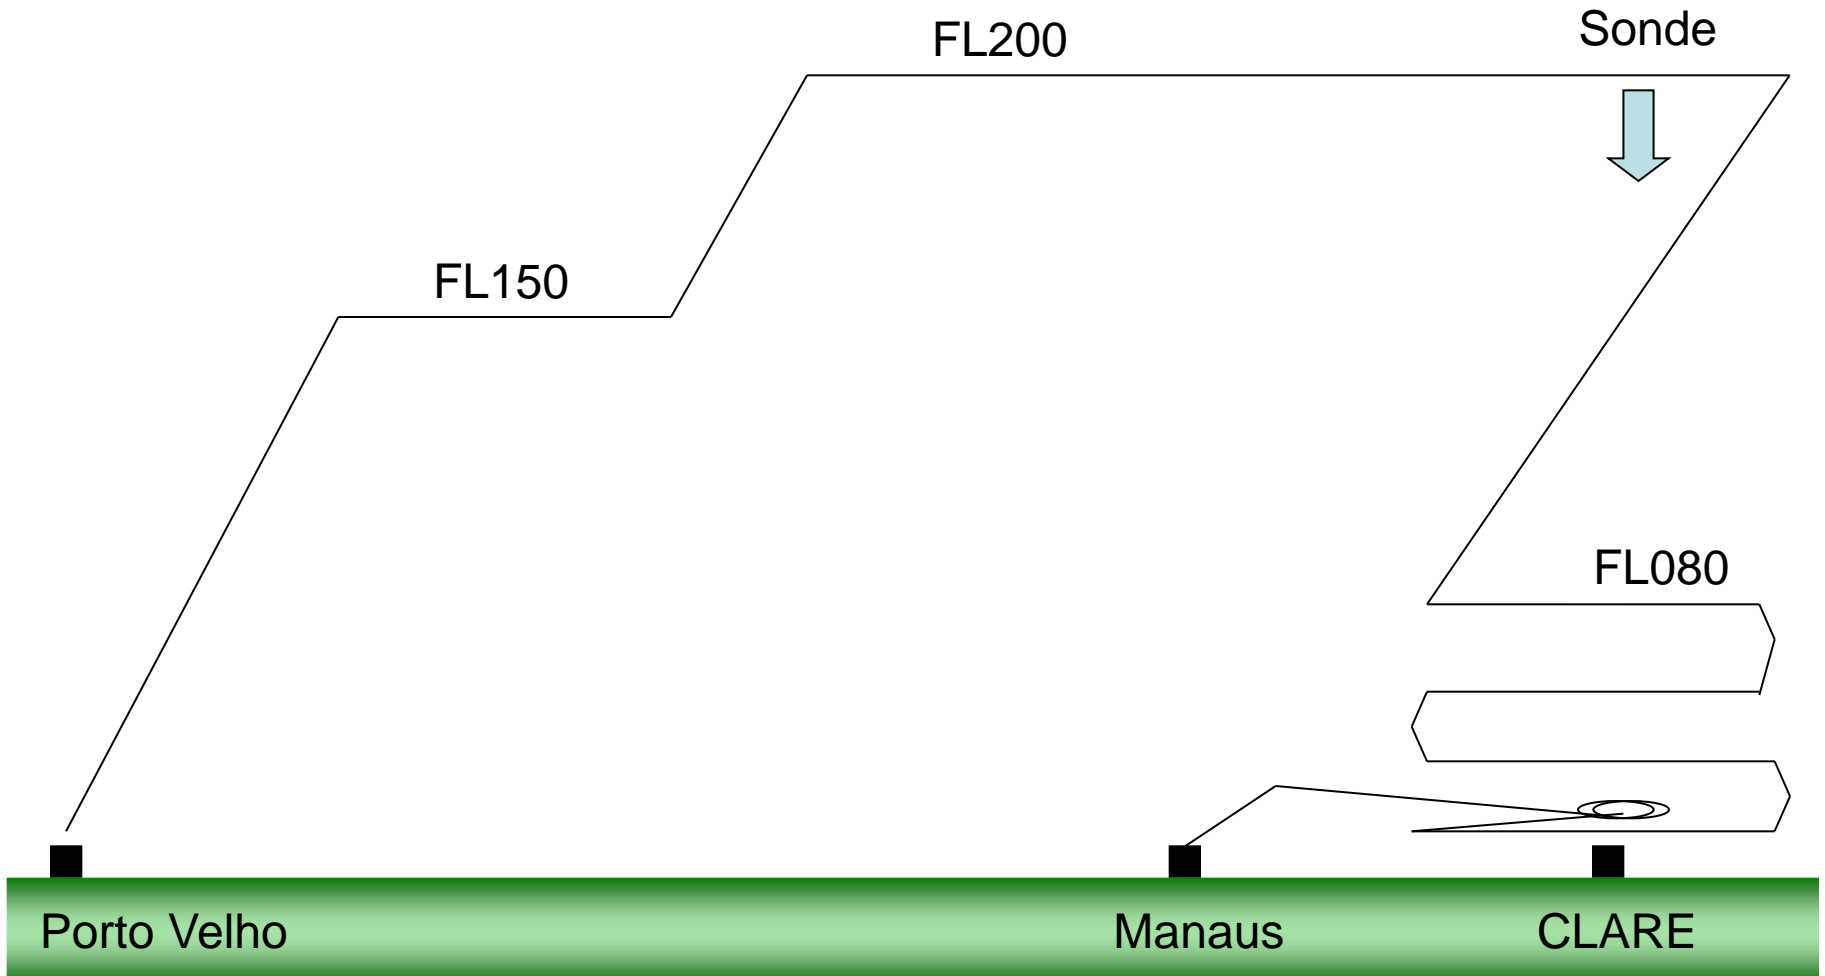 Sonde
FL200
FL150
FL080
Porto Velho
Manaus
CLARE